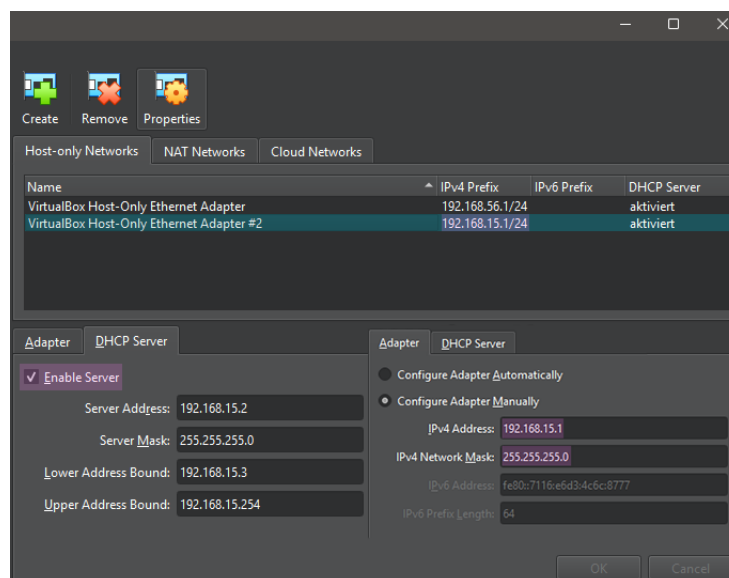 Create Remove Properties
Host-only Networks NAT Networks Cloud Networks
Name IPv4 Prefix IPv6 Prefix DHCP Server
VirtualBox Host-Only Ethernet Adapter 192.168.56.1/24 aktiviert
VirtualBox Host-Only Ethernet Adapter #2 192.168.15.1/24 aktiviert
Adapter DHCP Server
Enable Server
Server Address: 192.168.15.2
Server Mask: 255.255.255.0
Lower Address Bound: 192.168.15.3
Upper Address Bound: 192.168.15.254
Adapter DHCP Server
Configure Adapter Automatically
Configure Adapter Manually
IPv4 Address: 192.168.15.1
IPv4 Network Mask: 255.255.255.0
IPv6 Address: fe80::7116:e6d3:4c6c:8777
IPv6 Prefix Length: 64
OK Cancel